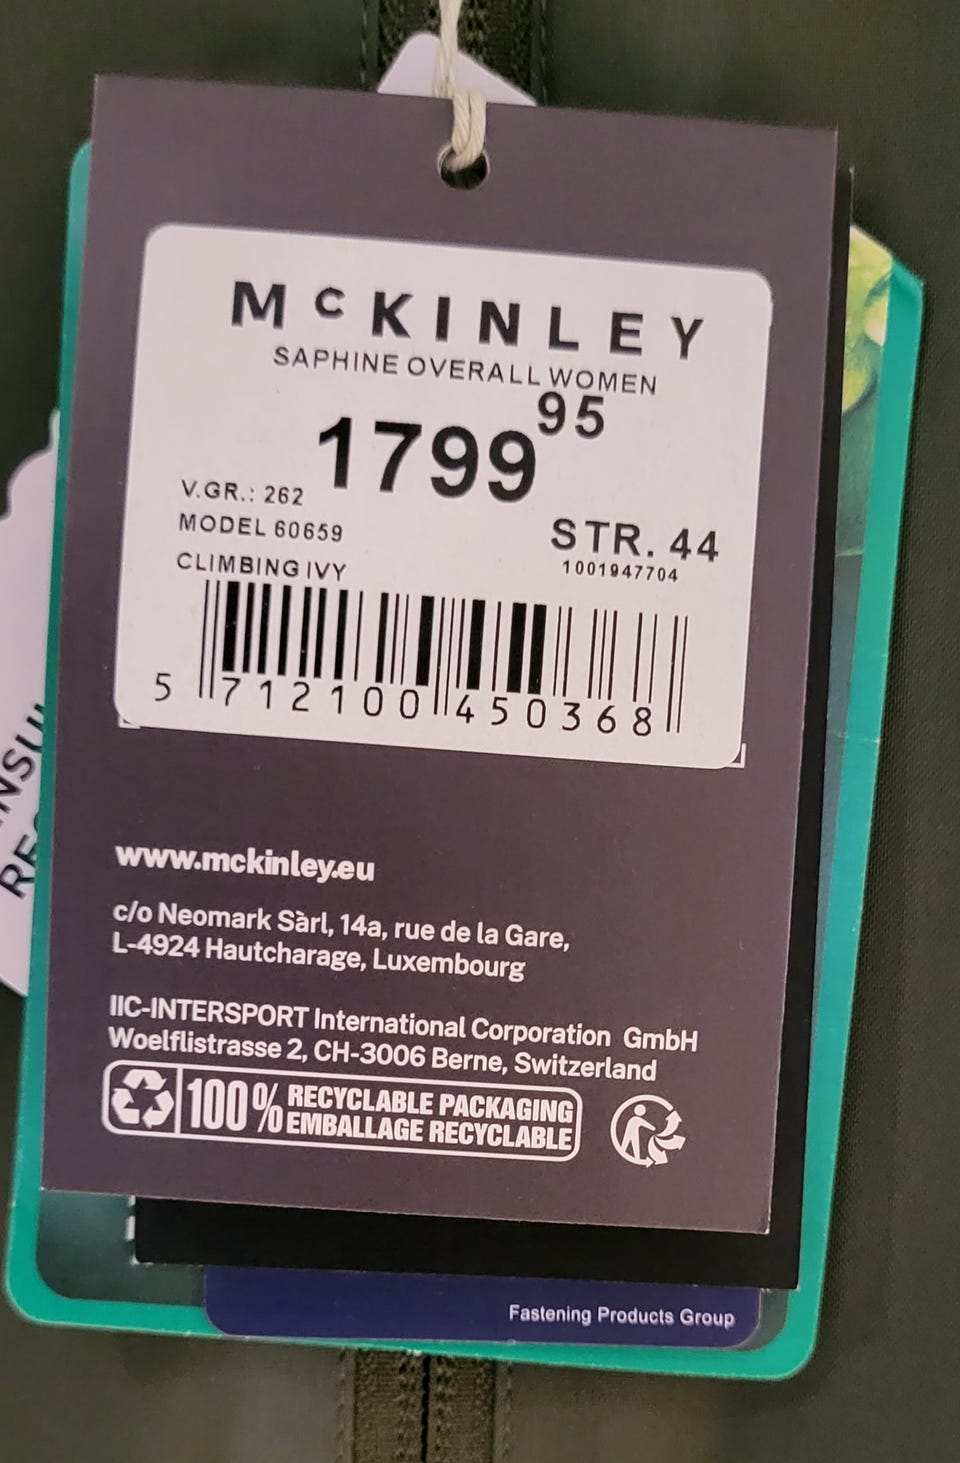 McKINLEY
SAPHINE OVERALL WOMEN
1799 95
V.GR.: 262
MODEL 60659
STR. 44
CLIMBING IVY
1001947704
5 712100 450368
www.mckinley.eu
c/o Neomark Sàrl, 14a, rue de la Gare,
L-4924 Hautcharage, Luxembourg
IIC-INTERSPORT International Corporation GmbH
Woelflistrasse 2, CH-3006 Berne, Switzerland
100% RECYCLABLE PACKAGING
EMBALLAGE RECYCLABLE
Fastening Products Group